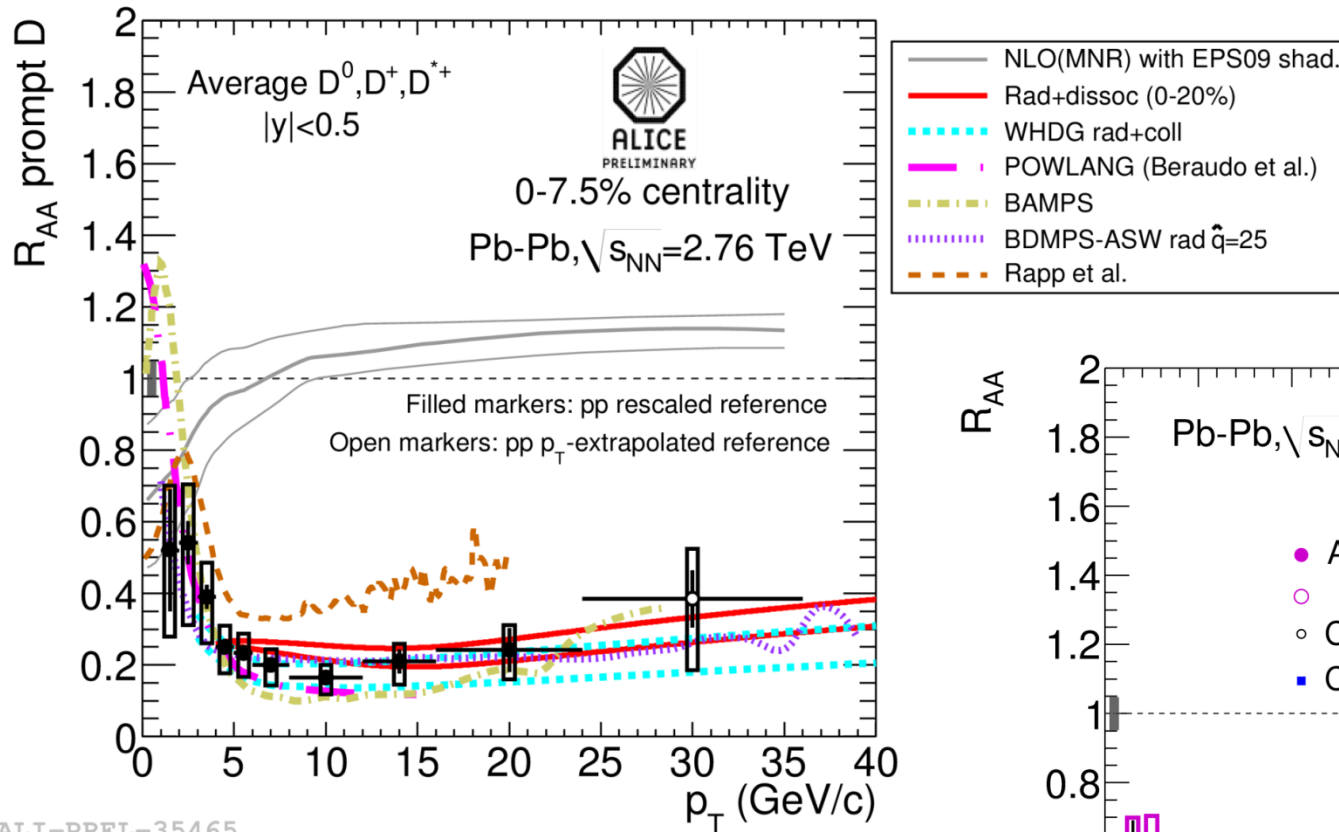 R_AA prompt D
2
1.8
1.6
1.4
1.2
1
0.8
0.6
0.4
0.2
0
Average D^0,D^+,D^*+
|y|<0.5
ALICE
PRELIMINARY
0-7.5% centrality
Pb-Pb,√s_NN=2.76 TeV
Filled markers: pp rescaled reference
Open markers: pp p_T-extrapolated reference
0 5 10 15 20 25 30 35 40
p_T (GeV/c)
NLO(MNR) with EPS09 shad.
Rad+dissoc (0-20%)
WHDG rad+coll
POWLANG (Beraudo et al.)
BAMPS
BDMPS-ASW rad q̂=25
Rapp et al.
R_AA
2
1.8
1.6
1.4
1.2
1
0.8
Pb-Pb,√s_N